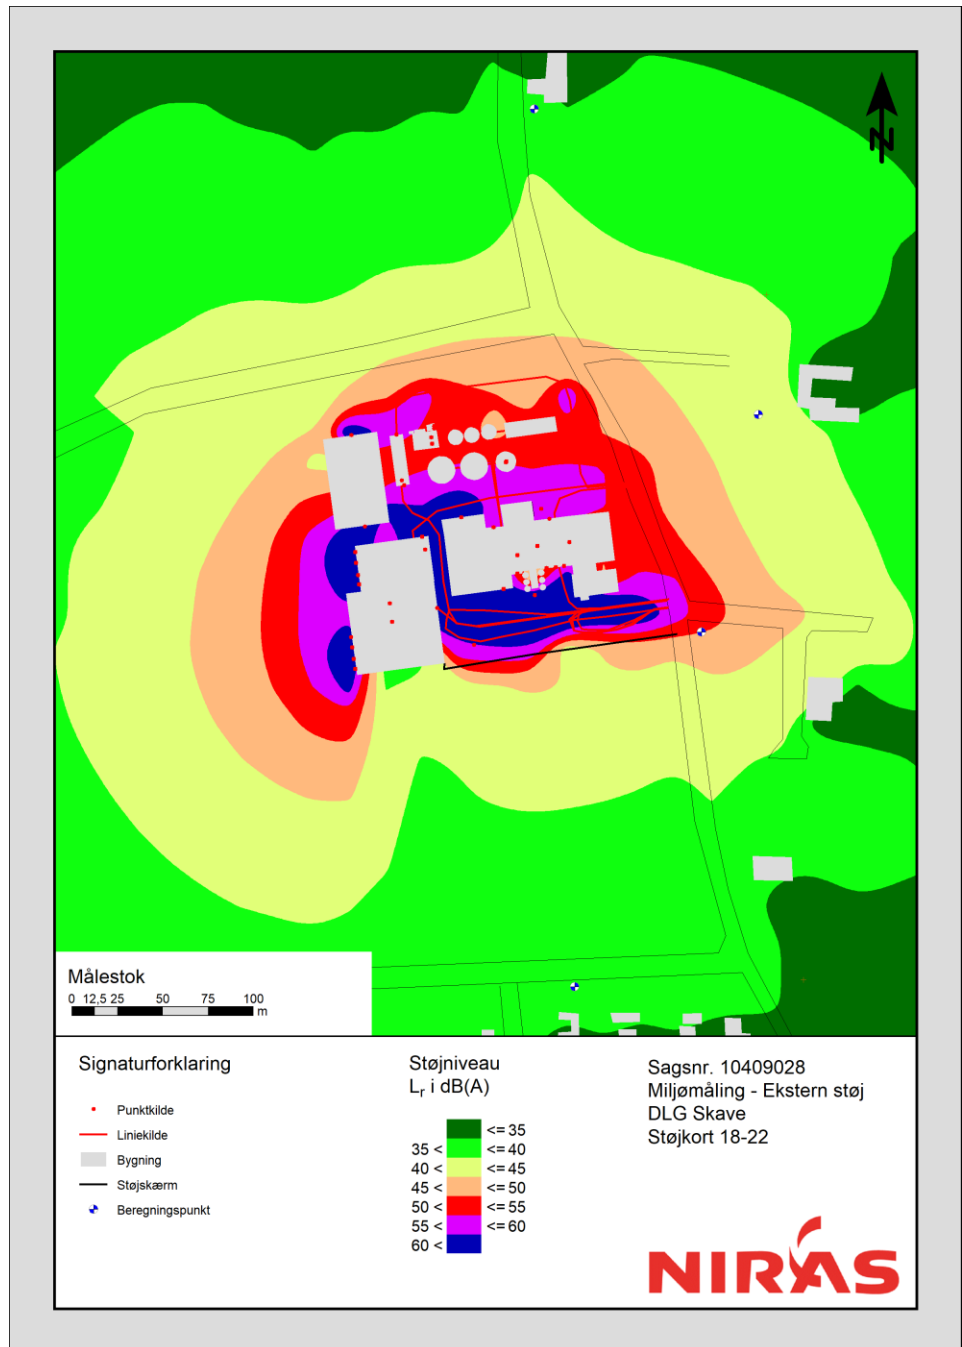 N
Målestok
0 12,5 25 50 75 100
m
Signaturforklaring
Punktkilde
Liniekilde
Bygning
Støjskærm
Beregningspunkt
Støjniveau
Lr i dB(A)
<= 35
35 < <= 40
40 < <= 45
45 < <= 50
50 < <= 55
55 < <= 60
60 <
Sagsnr. 10409028
Miljømåling - Ekstern støj
DLG Skave
Støjkort 18-22
NIRAS